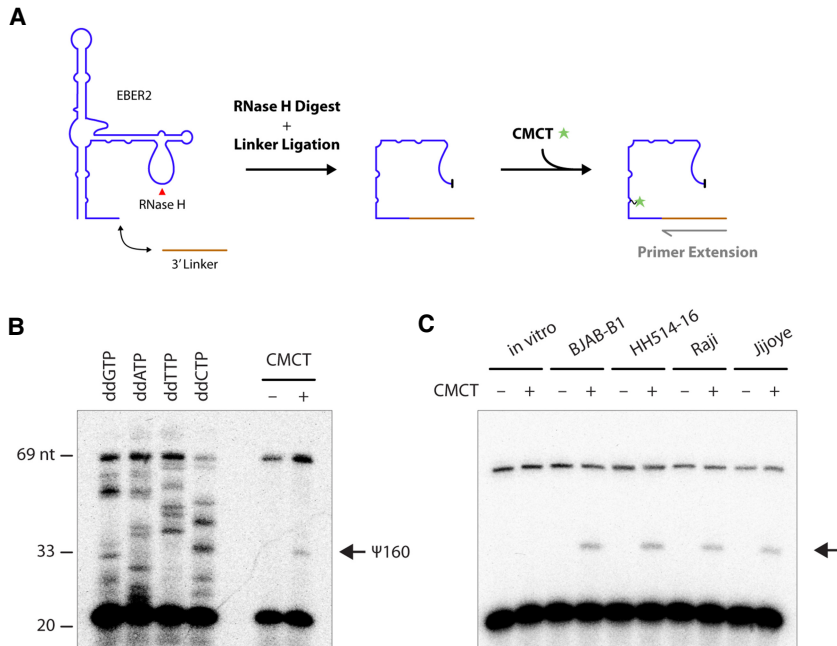 A
EBER2
RNase H
3' Linker
RNase H Digest
+
Linker Ligation
CMCT
Primer Extension
B
ddGTP ddATP ddTTP ddCTP
CMCT
– +
69 nt –
33 –
20 –
Ψ160
C
in vitro BJAB-B1 HH514-16 Raji Jijoye
CMCT – + – + – + – + – +